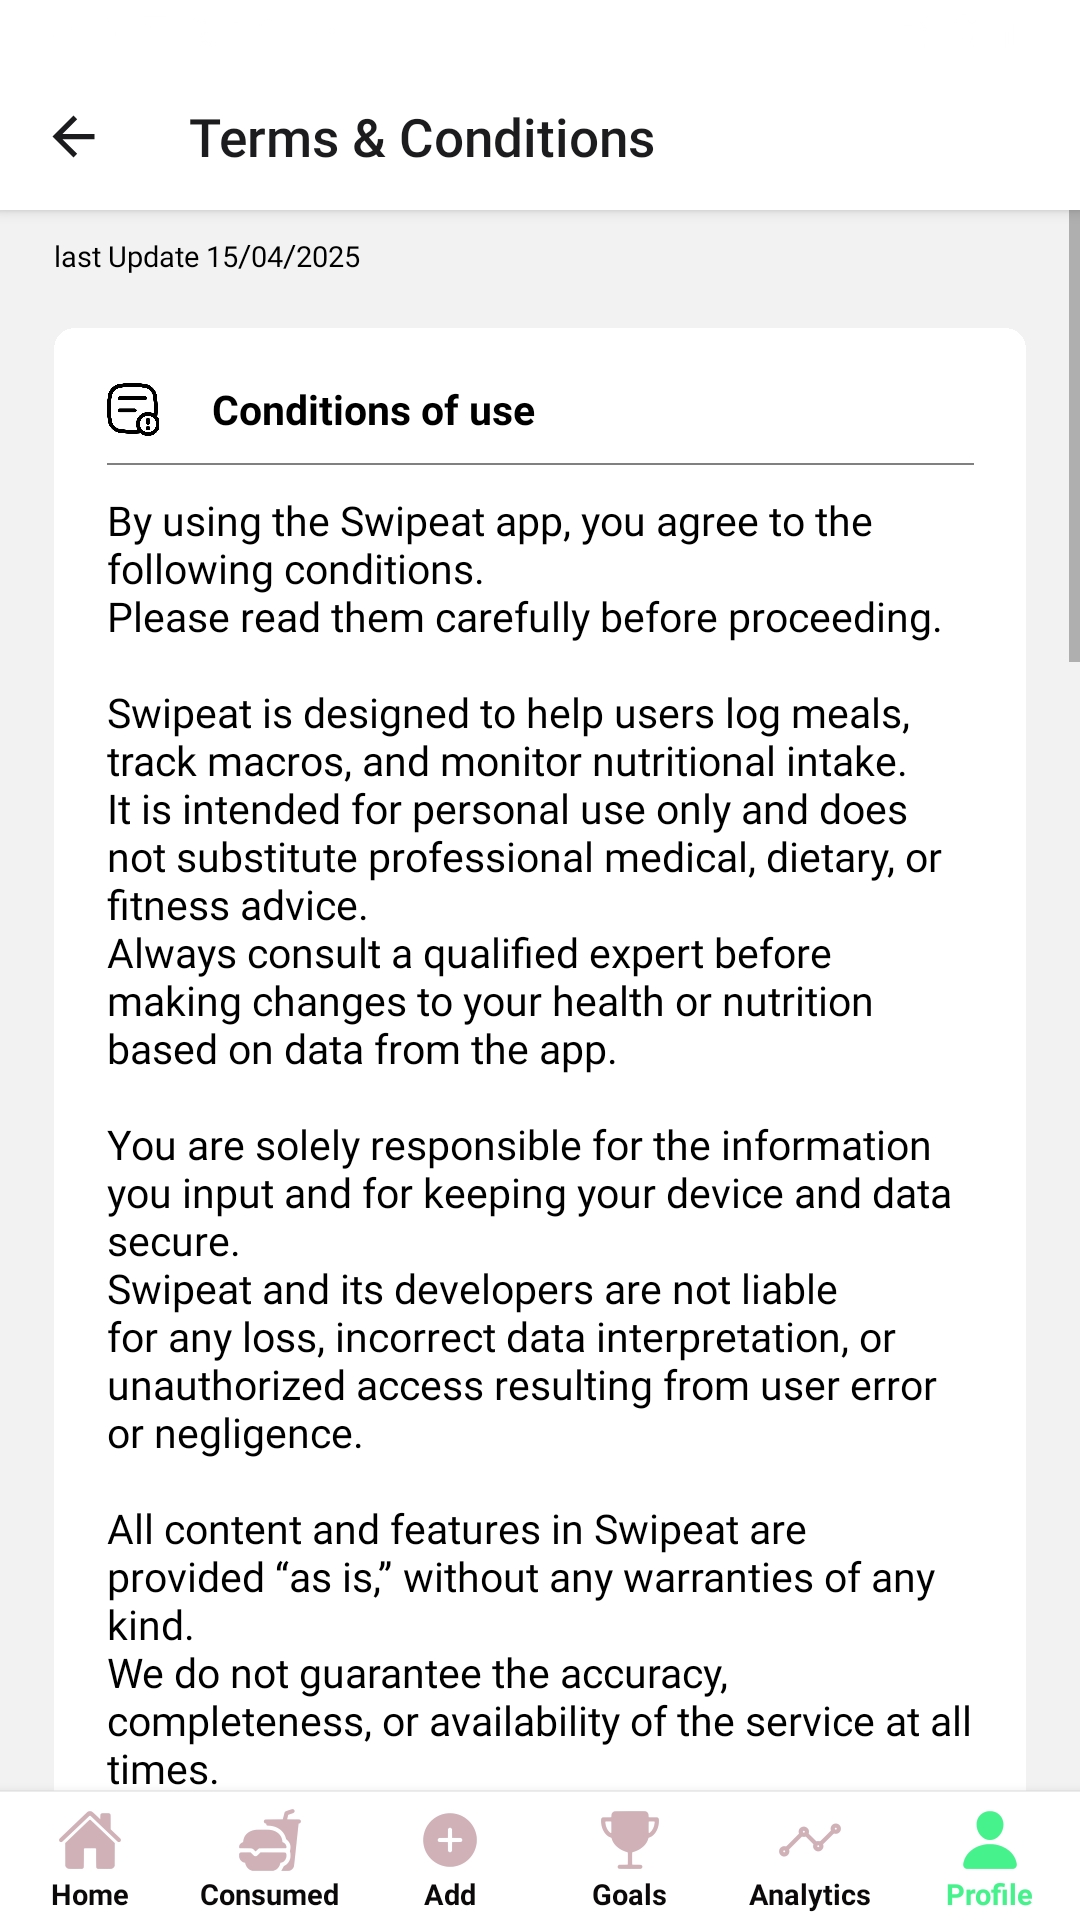 Terms & Conditions
last Update 15/04/2025
Conditions of use
By using the Swipeat app, you agree to the
following conditions.
Please read them carefully before proceeding.
Swipeat is designed to help users log meals,
track macros, and monitor nutritional intake.
It is intended for personal use only and does
not substitute professional medical, dietary, or
fitness advice.
Always consult a qualified expert before
making changes to your health or nutrition
based on data from the app.
You are solely responsible for the information
you input and for keeping your device and data
secure.
Swipeat and its developers are not liable
for any loss, incorrect data interpretation, or
unauthorized access resulting from user error
or negligence.
All content and features in Swipeat are
provided “as is,” without any warranties of any
kind.
We do not guarantee the accuracy,
completeness, or availability of the service at all
times.
Home Consumed Add Goals Analytics Profile